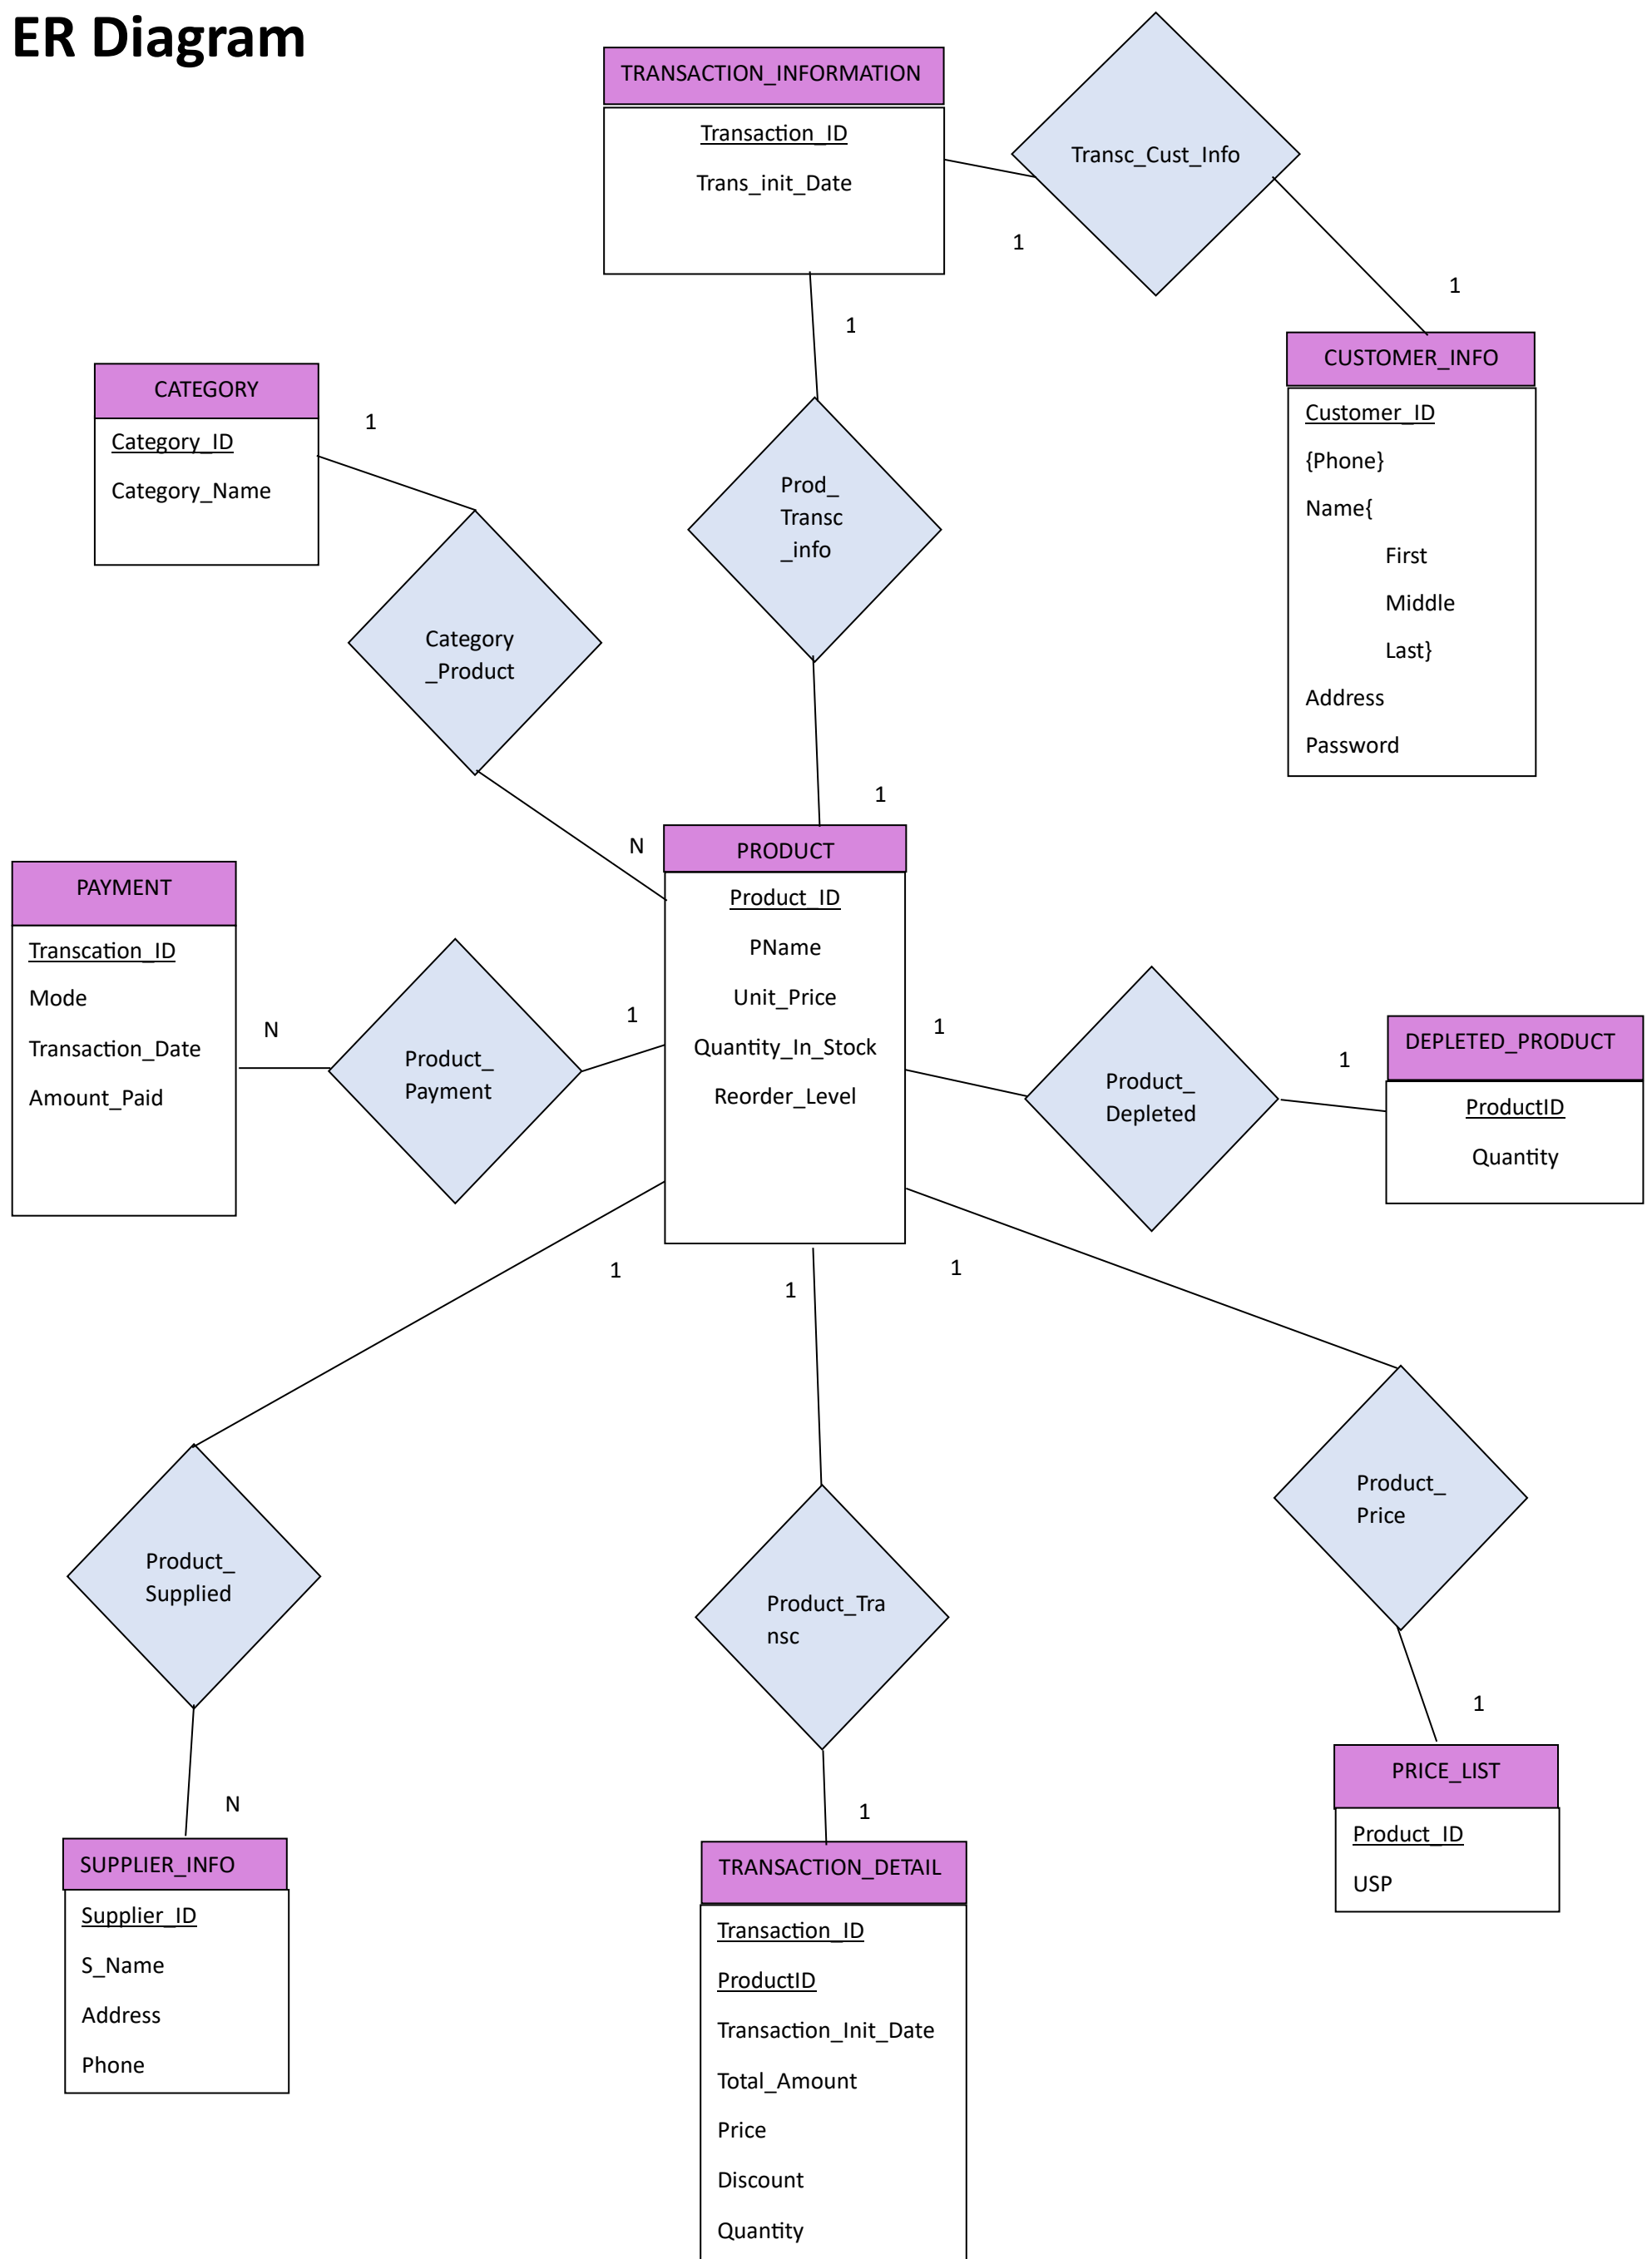 ER Diagram
TRANSACTION_INFORMATION
Transaction_ID
Trans_init_Date
Transc_Cust_Info
1
1
1
CUSTOMER_INFO
Customer_ID
{Phone}
Name{
First
Middle
Last}
Address
Password
CATEGORY
Category_ID
Category_Name
1
Prod_
Transc
_info
Category
_Product
1
N
PRODUCT
Product_ID
PName
Unit_Price
Quantity_In_Stock
Reorder_Level
PAYMENT
Transcation_ID
Mode
Transaction_Date
Amount_Paid
N
Product_
Payment
1
1
Product_
Depleted
1
DEPLETED_PRODUCT
ProductID
Quantity
1
1
1
Product_
Supplied
Product_Tra
nsc
Product_
Price
N
1
1
SUPPLIER_INFO
Supplier_ID
S_Name
Address
Phone
TRANSACTION_DETAIL
Transaction_ID
ProductID
Transaction_Init_Date
Total_Amount
Price
Discount
Quantity
PRICE_LIST
Product_ID
USP